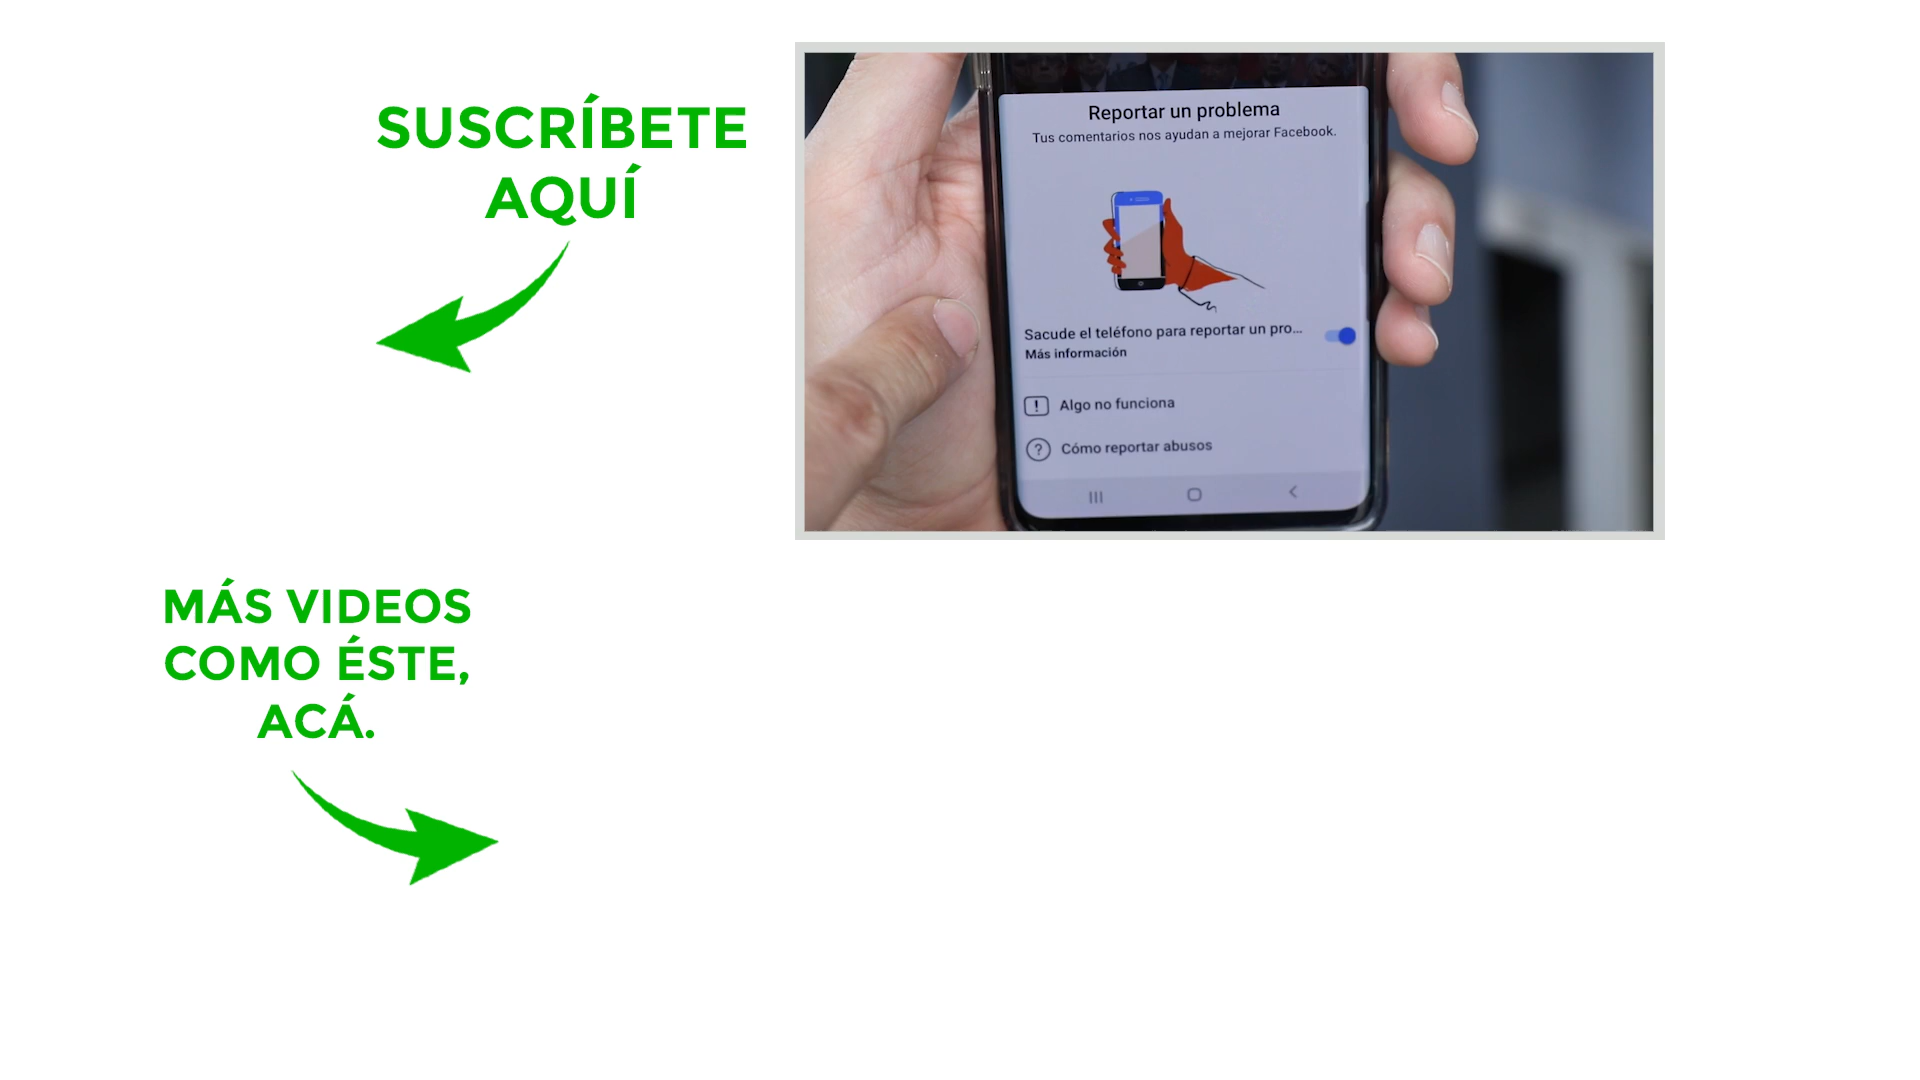 SUSCRÍBETE
AQUÍ
Reportar un problema
Tus comentarios nos ayudan a mejorar Facebook.
Sacude el teléfono para reportar un pro...
Más información
Algo no funciona
Cómo reportar abusos
MÁS VIDEOS
COMO ÉSTE,
ACÁ.